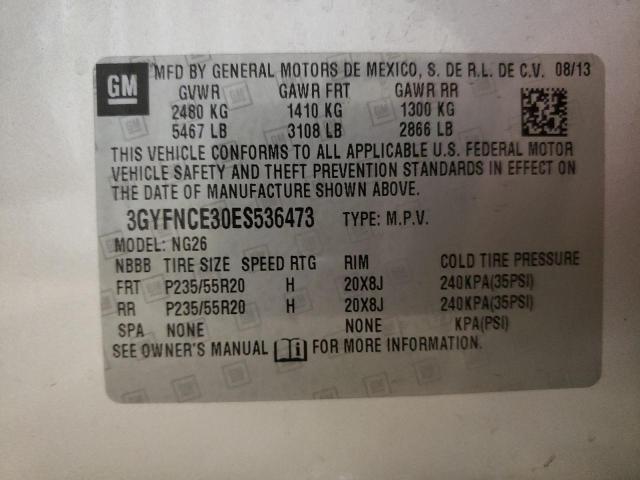 GM MFD BY GENERAL MOTORS DE MEXICO, S. DE R.L. DE C.V. 08/13
GVWR GAWR FRT GAWR RR
2480 KG 1410 KG 1300 KG
5467 LB 3108 LB 2866 LB
THIS VEHICLE CONFORMS TO ALL APPLICABLE U.S. FEDERAL MOTOR
VEHICLE SAFETY AND THEFT PREVENTION STANDARDS IN EFFECT ON
THE DATE OF MANUFACTURE SHOWN ABOVE.
3GYFNCE30ES536473 TYPE: M.P.V.
MODEL: NG26
NBBB TIRE SIZE SPEED RTG RIM COLD TIRE PRESSURE
FRT P235/55R20 H 20X8J 240KPA(35PSI)
RR P235/55R20 H 20X8J 240KPA(35PSI)
SPA NONE NONE KPA(PSI)
SEE OWNER'S MANUAL FOR MORE INFORMATION.